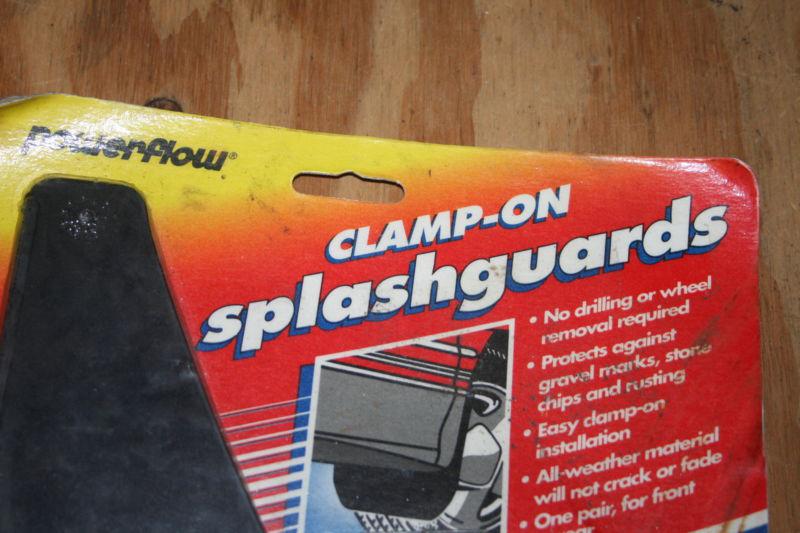 powerflow®
CLAMP-ON
splashguards
• No drilling or wheel
removal required
• Protects against
gravel marks, stone
chips and rusting
• Easy clamp-on
installation
• All-weather material
will not crack or fade
• One pair, for front